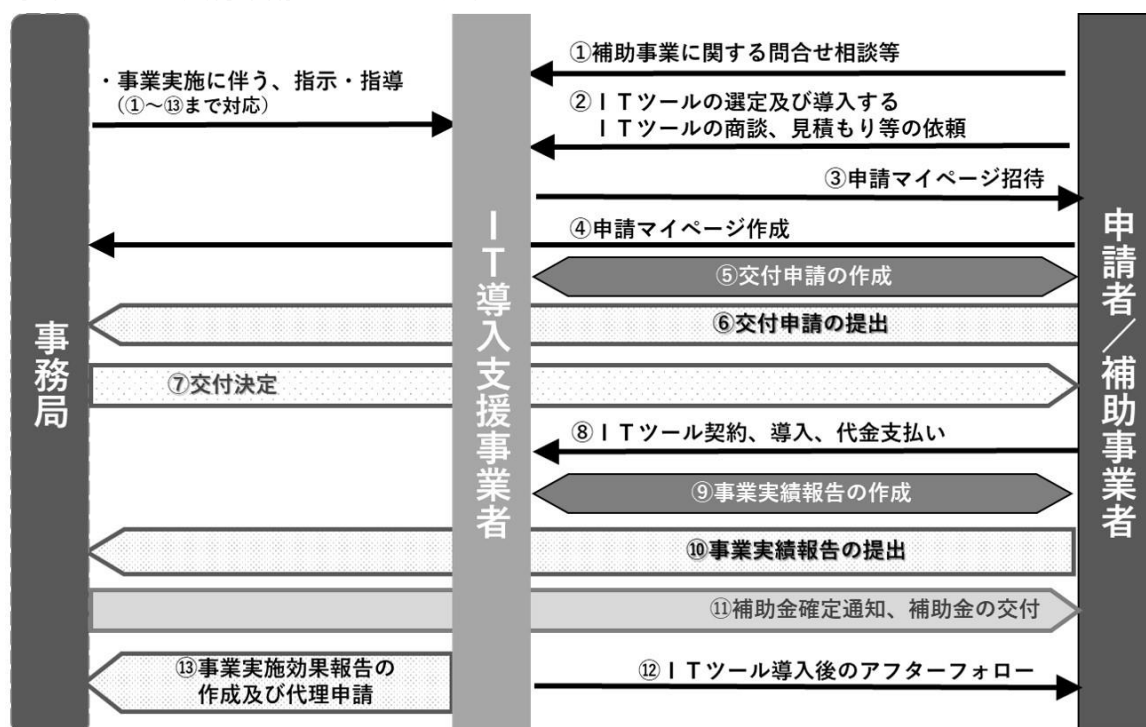 事務局
・事業実施に伴う、指示・指導
（①～⑬まで対応）
IT導入支援事業者
①補助事業に関する問合せ相談等
②ＩＴツールの選定及び導入する
ＩＴツールの商談、見積もり等の依頼
③申請マイページ招待
④申請マイページ作成
⑤交付申請の作成
⑥交付申請の提出
⑦交付決定
⑧ＩＴツール契約、導入、代金支払い
⑨事業実績報告の作成
⑩事業実績報告の提出
⑪補助金確定通知、補助金の交付
⑬事業実施効果報告の
作成及び代理申請
⑫ＩＴツール導入後のアフターフォロー
申請者／補助事業者